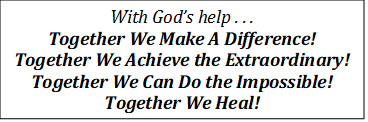 With God's help . . .
Together We Make A Difference!
Together We Achieve the Extraordinary!
Together We Can Do the Impossible!
Together We Heal!